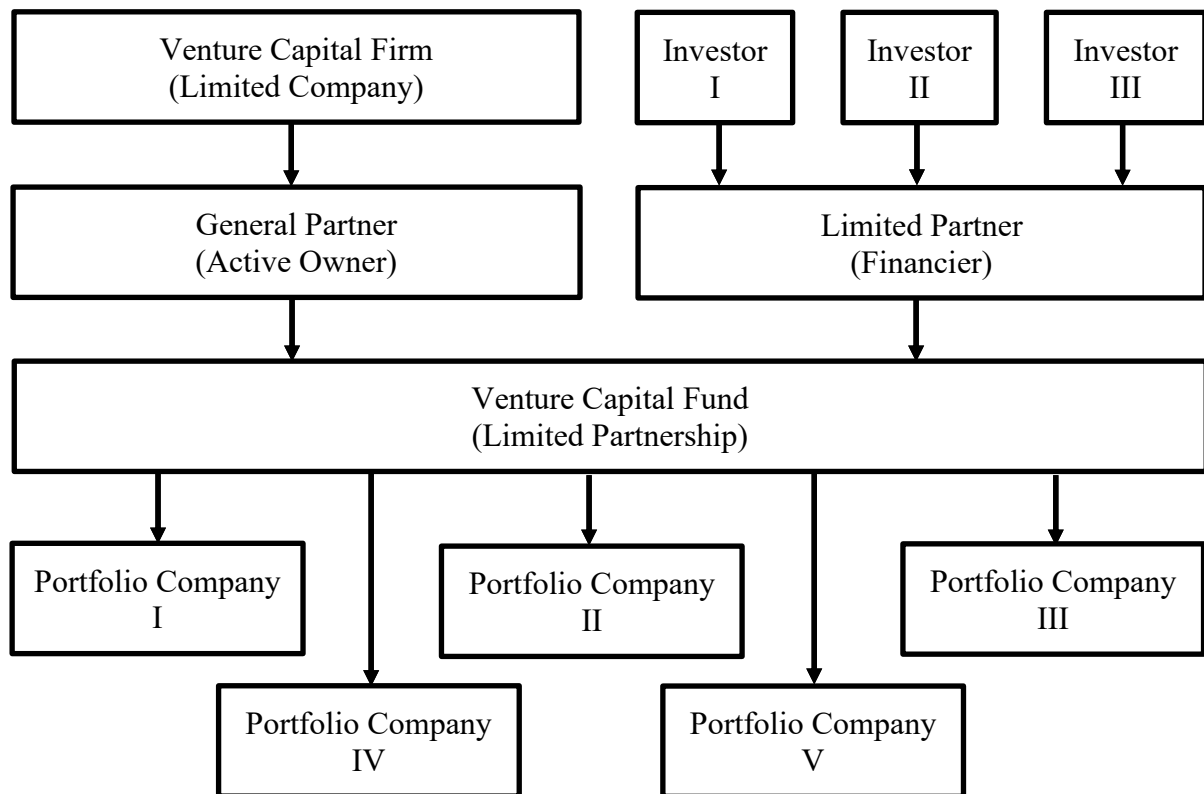 Venture Capital Firm
(Limited Company)
Investor
I
Investor
II
Investor
III
General Partner
(Active Owner)
Limited Partner
(Financier)
Venture Capital Fund
(Limited Partnership)
Portfolio Company
I
Portfolio Company
II
Portfolio Company
III
Portfolio Company
IV
Portfolio Company
V